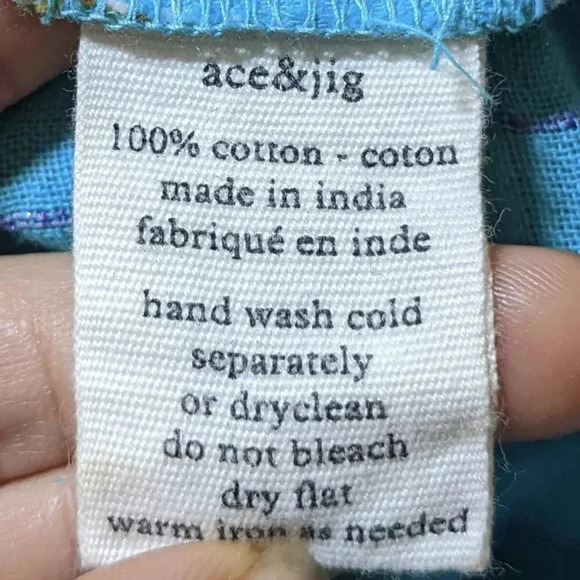 ace&jig
100% cotton - coton
made in india
fabriqué en inde
hand wash cold
separately
or dryclean
do not bleach
dry flat
warm iron as needed